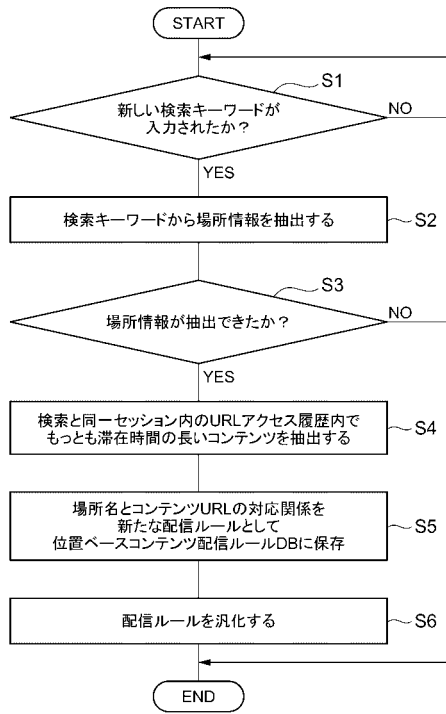 START
S1
新しい検索キーワードが
入力されたか？
NO
YES
検索キーワードから場所情報を抽出する
S2
S3
場所情報が抽出できたか？
NO
YES
検索と同一セッション内のURLアクセス履歴内で
もっとも滞在時間の長いコンテンツを抽出する
S4
場所名とコンテンツURLの対応関係を
新たな配信ルールとして
位置ベースコンテンツ配信ルールDBに保存
S5
配信ルールを汎化する
S6
END